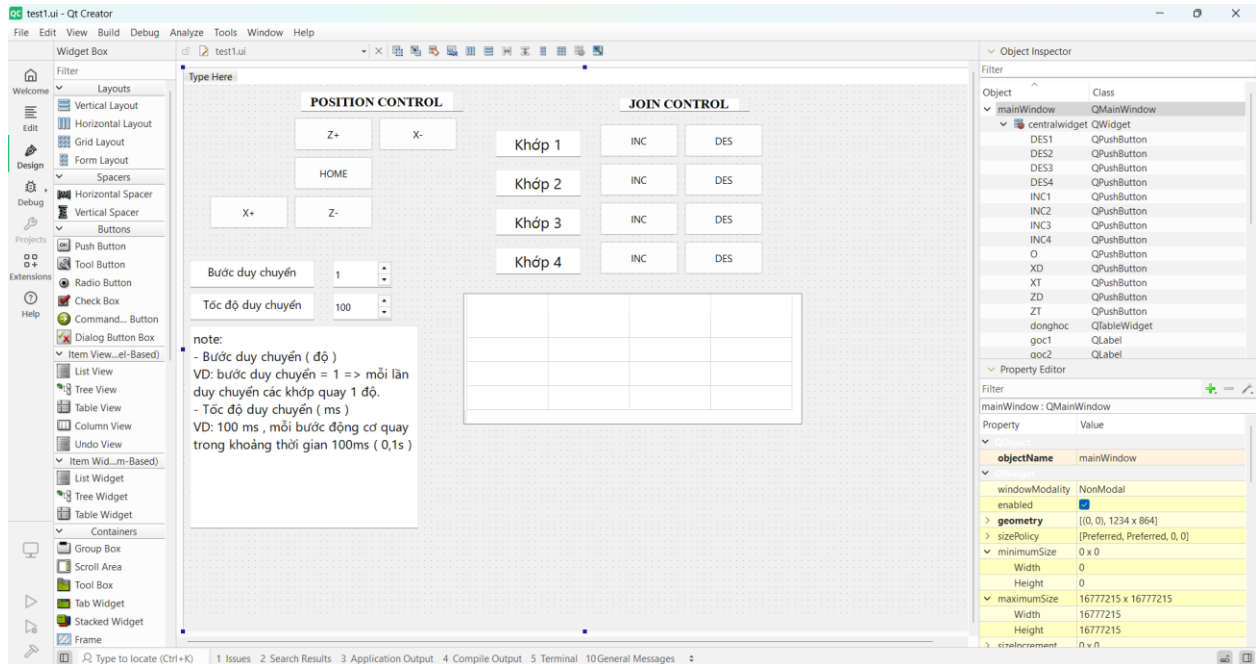 test1.ui - Qt Creator
File Edit View Build Debug Analyze Tools Window Help
Widget Box
test1.ui
Filter
Welcome
Edit
Design
Debug
Projects
Extensions
Help
Layouts
Vertical Layout
Horizontal Layout
Grid Layout
Form Layout
Spacers
Horizontal Spacer
Vertical Spacer
Buttons
Push Button
Tool Button
Radio Button
Check Box
Command... Button
Dialog Button Box
Item View...el-Based)
List View
Tree View
Table View
Column View
Undo View
Item Wid...m-Based)
List Widget
Tree Widget
Table Widget
Containers
Group Box
Scroll Area
Tool Box
Tab Widget
Stacked Widget
Frame
Type Here
POSITION CONTROL
Z+ X-
HOME
X+ Z-
Bước duy chuyển 1
Tốc độ duy chuyển 100
note:
- Bước duy chuyển ( độ )
VD: bước duy chuyển = 1 => mỗi lần
duy chuyển các khớp quay 1 độ.
- Tốc độ duy chuyển ( ms )
VD: 100 ms , mỗi bước động cơ quay
trong khoảng thời gian 100ms ( 0,1s )
JOIN CONTROL
Khớp 1 INC DES
Khớp 2 INC DES
Khớp 3 INC DES
Khớp 4 INC DES
Object Inspector
Filter
Object Class
mainWindow QMainWindow
centralwidget QWidget
DES1 QPushButton
DES2 QPushButton
DES3 QPushButton
DES4 QPushButton
INC1 QPushButton
INC2 QPushButton
INC3 QPushButton
INC4 QPushButton
O QPushButton
XD QPushButton
XT QPushButton
ZD QPushButton
ZT QPushButton
donghoc QTableWidget
goc1 QLabel
goc2 QLabel
Property Editor
Filter
mainWindow : QMainWindow
Property Value
QObject
objectName mainWindow
QWidget
windowModality NonModal
enabled
geometry [(0, 0), 1234 x 864]
sizePolicy [Preferred, Preferred, 0, 0]
minimumSize 0 x 0
Width 0
Height 0
maximumSize 16777215 x 16777215
Width 16777215
Height 16777215
sizeIncrement 0 x 0
Type to locate (Ctrl+K) 1 Issues 2 Search Results 3 Application Output 4 Compile Output 5 Terminal 10 General Messages